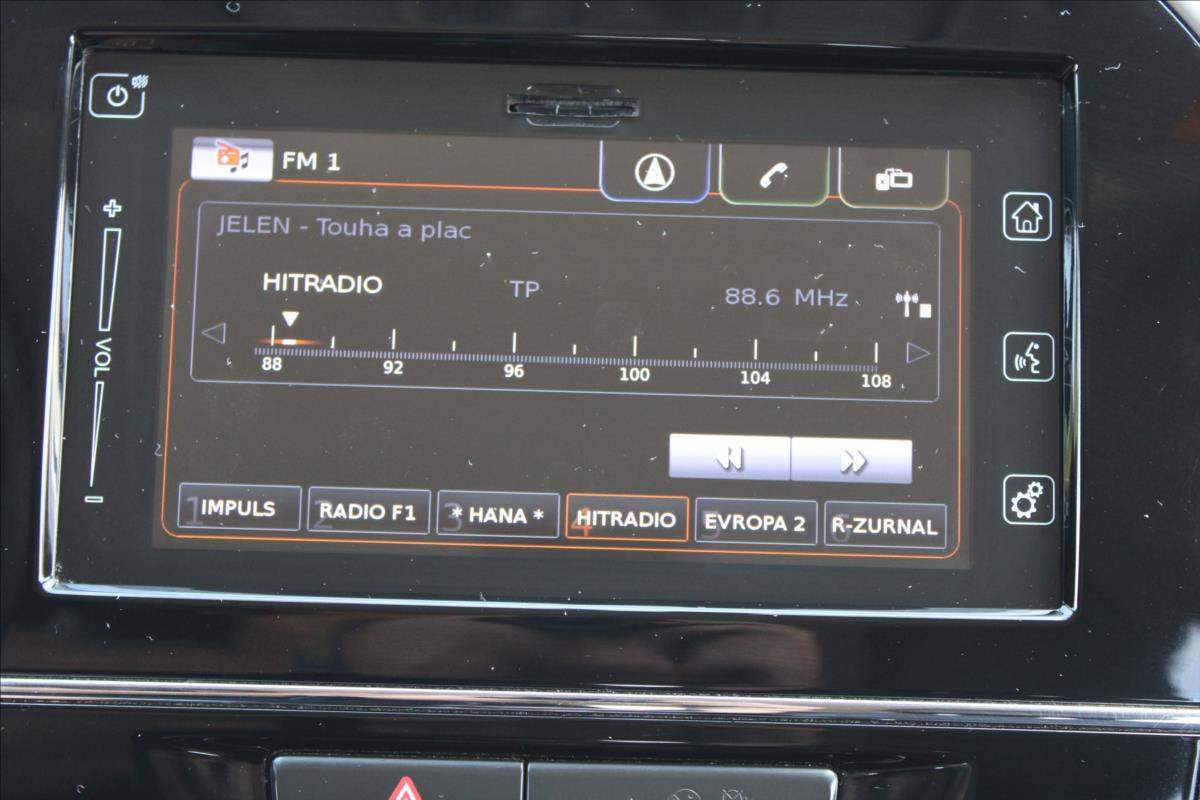 FM 1
JELEN - Touha a plac
HITRADIO TP 88.6 MHz
88 92 96 100 104 108
VOL
1 IMPULS 2 RADIO F1 3 * HANA * 4 HITRADIO 5 EVROPA 2 6 R-ZURNAL